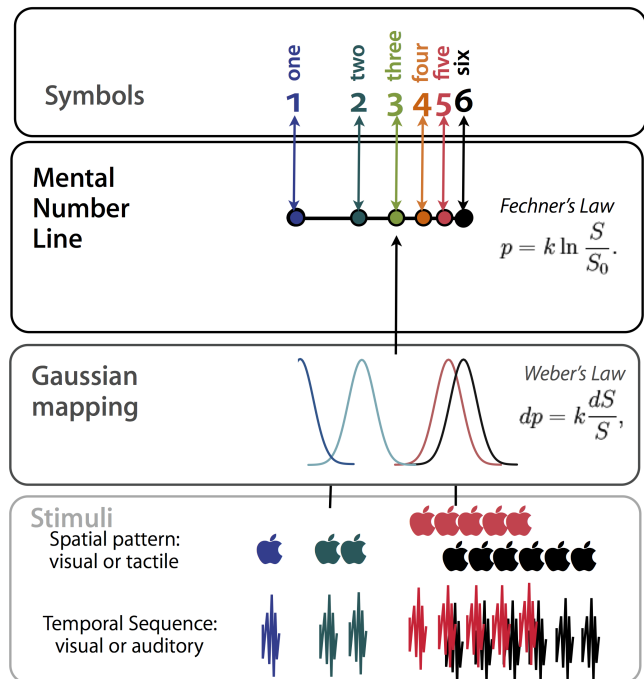 one two three four five six
Symbols
1 2 3 4 5 6
Mental
Number
Line
Fechner's Law
p = k ln S/S₀.
Gaussian
mapping
Weber's Law
dp = k dS/S,
Stimuli
Spatial pattern:
visual or tactile
Temporal Sequence:
visual or auditory